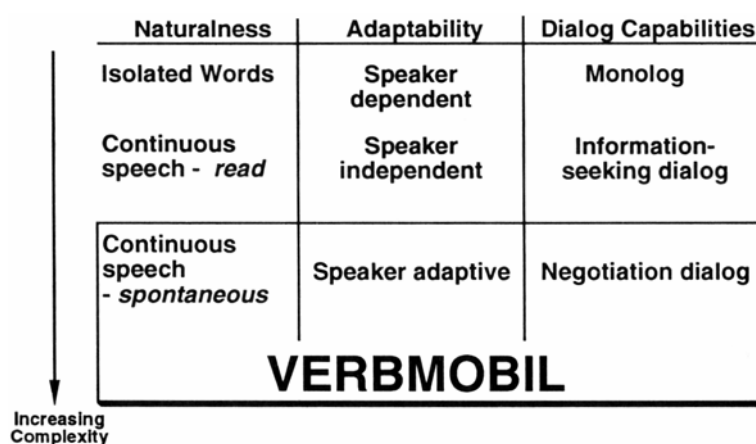 Naturalness Adaptability Dialog Capabilities
Isolated Words Speaker dependent Monolog
Continuous speech - read Speaker independent Information-seeking dialog
Continuous speech - spontaneous Speaker adaptive Negotiation dialog
VERBMOBIL
Increasing
Complexity